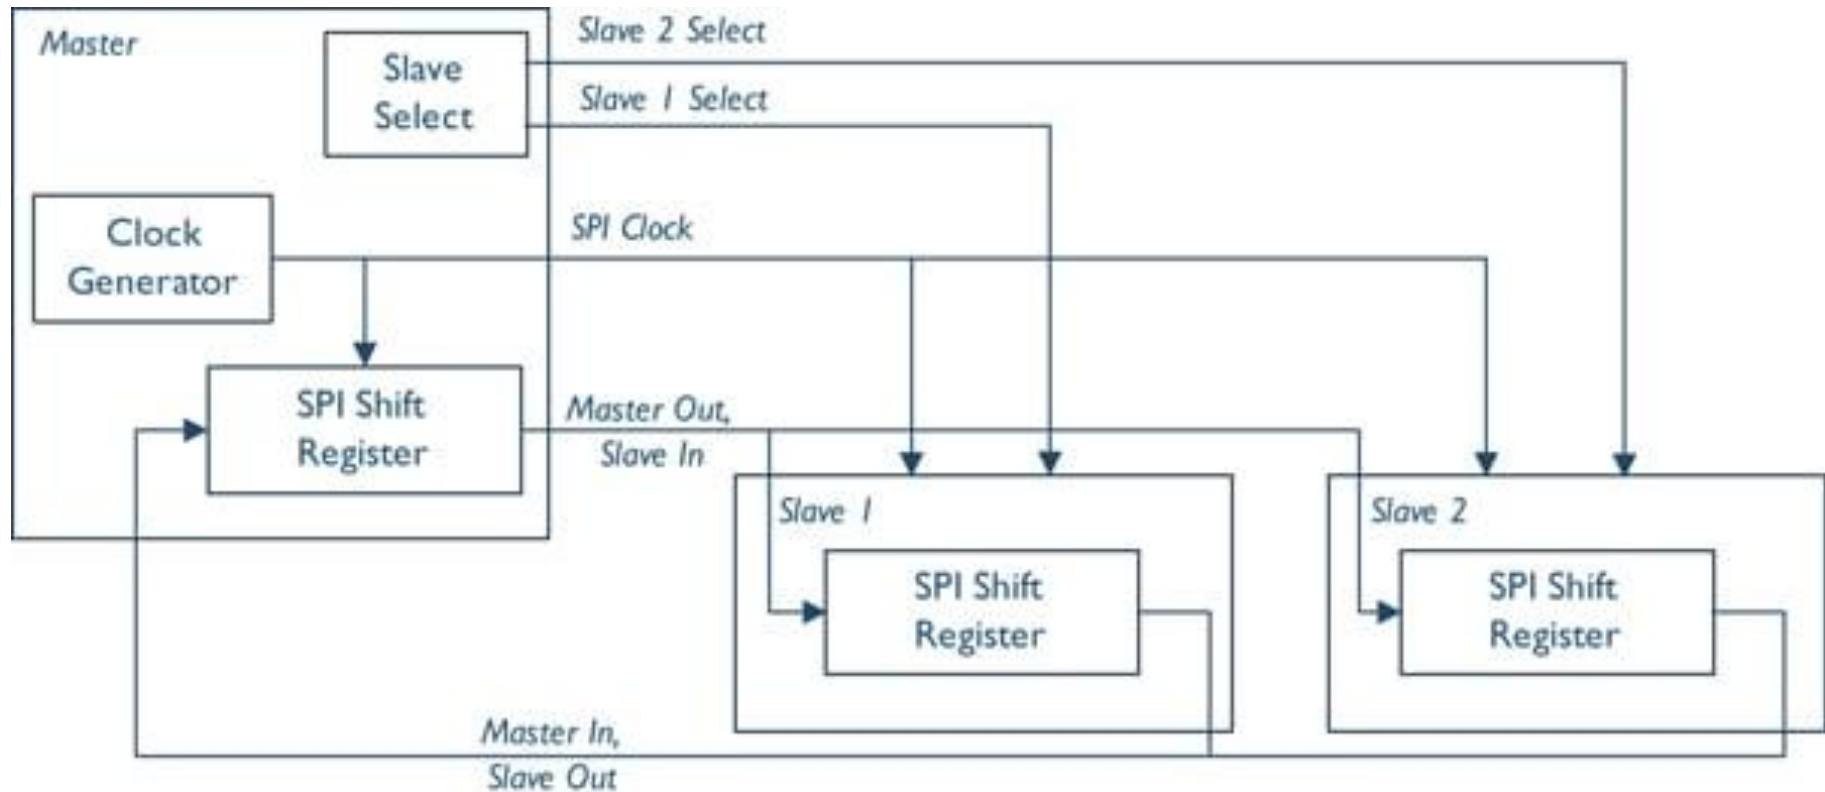 Master
Slave
Select
Slave 2 Select
Slave 1 Select
Clock
Generator
SPI Clock
SPI Shift
Register
Master Out,
Slave In
Slave 1
SPI Shift
Register
Slave 2
SPI Shift
Register
Master In,
Slave Out